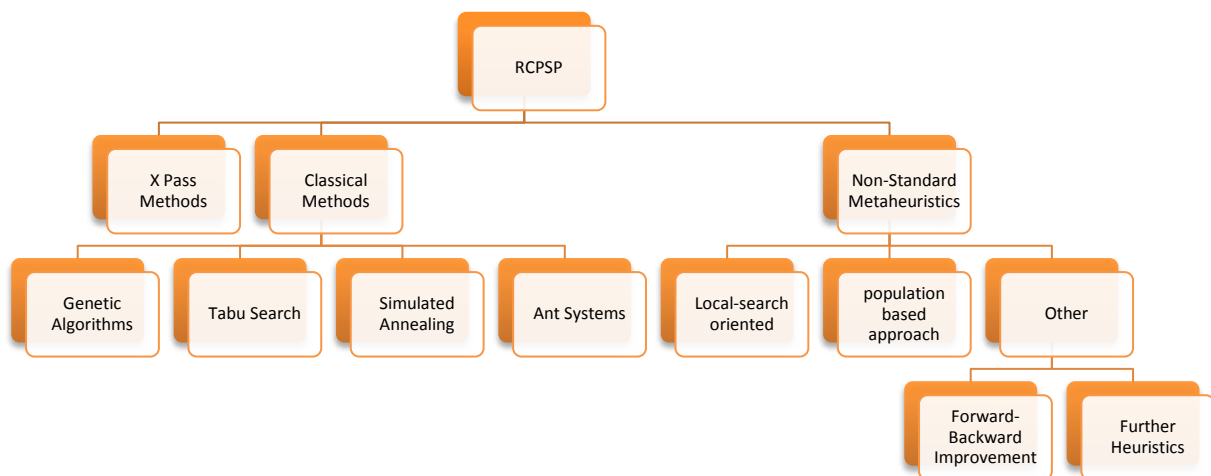 RCPSP
X Pass
Methods
Classical
Methods
Non-Standard
Metaheuristics
Genetic
Algorithms
Tabu Search
Simulated
Annealing
Ant Systems
Local-search
oriented
population
based
approach
Other
Forward-
Backward
Improvement
Further
Heuristics